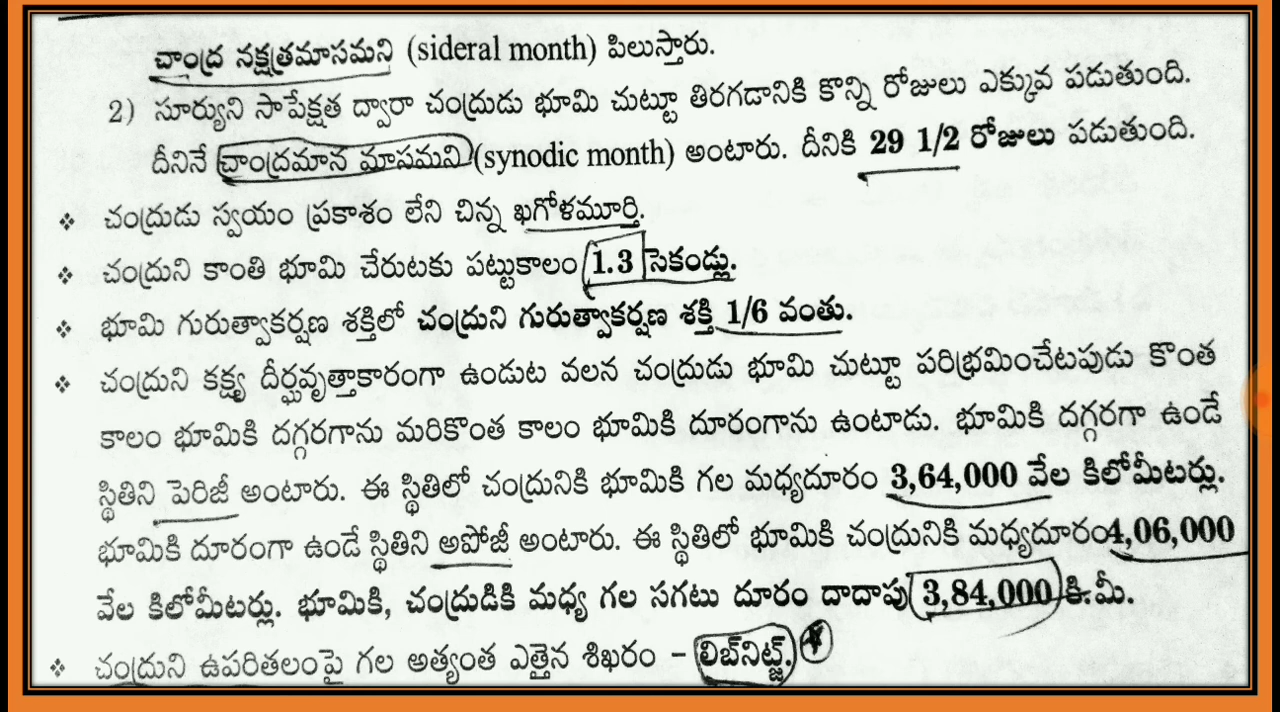 చాంద్ర నక్షత్రమాసమని (sideral month) పిలుస్తారు.
2) సూర్యుని సాపేక్షత ద్వారా చంద్రుడు భూమి చుట్టూ తిరగడానికి కొన్ని రోజులు ఎక్కువ పడుతుంది.
దీనినే చాంద్రమాన మాసమని (synodic month) అంటారు. దీనికి 29 1/2 రోజులు పడుతుంది.
❖ చంద్రుడు స్వయం ప్రకాశం లేని చిన్న ఖగోళమూర్తి.
❖ చంద్రుని కాంతి భూమి చేరుటకు పట్టుకాలం 1.3 సెకండ్లు.
❖ భూమి గురుత్వాకర్షణ శక్తిలో చంద్రుని గురుత్వాకర్షణ శక్తి 1/6 వంతు.
❖ చంద్రుని కక్ష్య దీర్ఘవృత్తాకారంగా ఉండుట వలన చంద్రుడు భూమి చుట్టూ పరిభ్రమించేటపుడు కొంత
కాలం భూమికి దగ్గరగాను మరికొంత కాలం భూమికి దూరంగాను ఉంటాడు. భూమికి దగ్గరగా ఉండే
స్థితిని పెరిజీ అంటారు. ఈ స్థితిలో చంద్రునికి భూమికి గల మధ్యదూరం 3,64,000 వేల కిలోమీటర్లు.
భూమికి దూరంగా ఉండే స్థితిని అపోజీ అంటారు. ఈ స్థితిలో భూమికి చంద్రునికి మధ్యదూరం4,06,000
వేల కిలోమీటర్లు. భూమికి, చంద్రుడికి మధ్య గల సగటు దూరం దాదాపు 3,84,000 కి.మీ.
❖ చంద్రుని ఉపరితలంపై గల అత్యంత ఎత్తైన శిఖరం – లిబ్‌నిట్జ్.